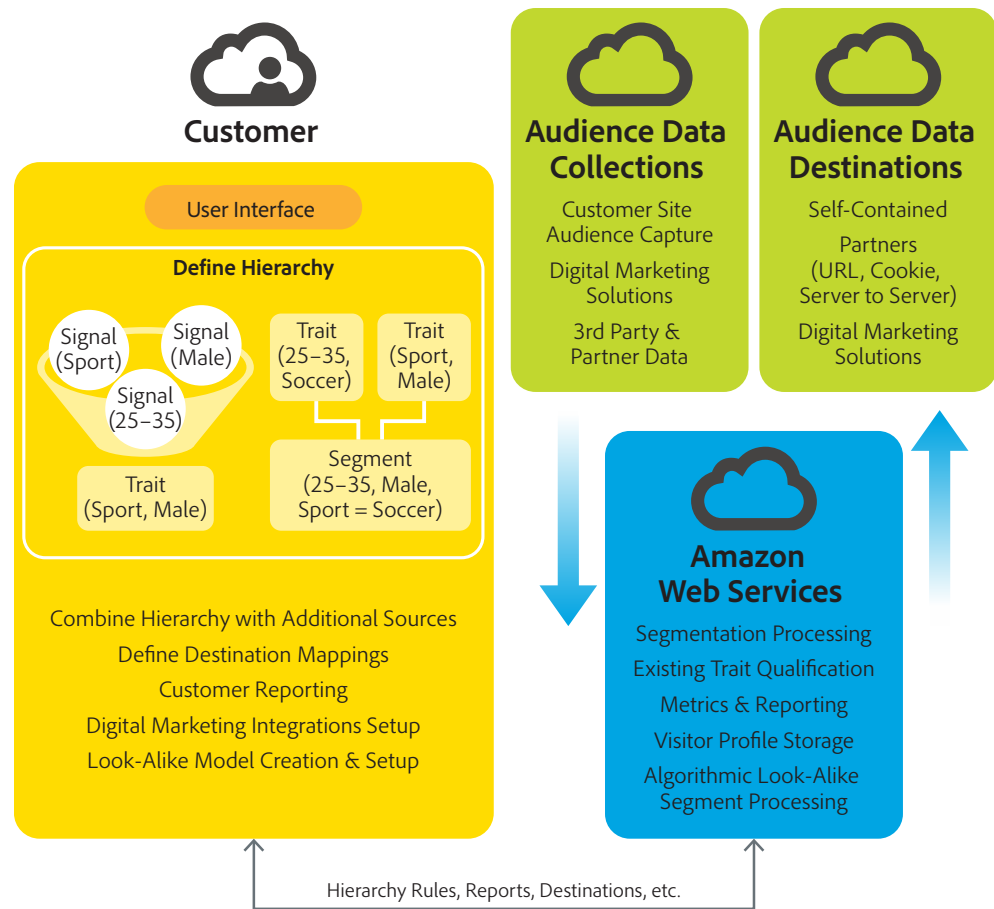 Customer
User Interface
Define Hierarchy
Signal
(Sport)
Signal
(Male)
Signal
(25–35)
Trait
(Sport, Male)
Trait
(25–35,
Soccer)
Trait
(Sport,
Male)
Segment
(25–35, Male,
Sport = Soccer)
Combine Hierarchy with Additional Sources
Define Destination Mappings
Customer Reporting
Digital Marketing Integrations Setup
Look-Alike Model Creation & Setup
Audience Data
Collections
Customer Site
Audience Capture
Digital Marketing
Solutions
3rd Party &
Partner Data
Audience Data
Destinations
Self-Contained
Partners
(URL, Cookie,
Server to Server)
Digital Marketing
Solutions
Amazon
Web Services
Segmentation Processing
Existing Trait Qualification
Metrics & Reporting
Visitor Profile Storage
Algorithmic Look-Alike
Segment Processing
Hierarchy Rules, Reports, Destinations, etc.